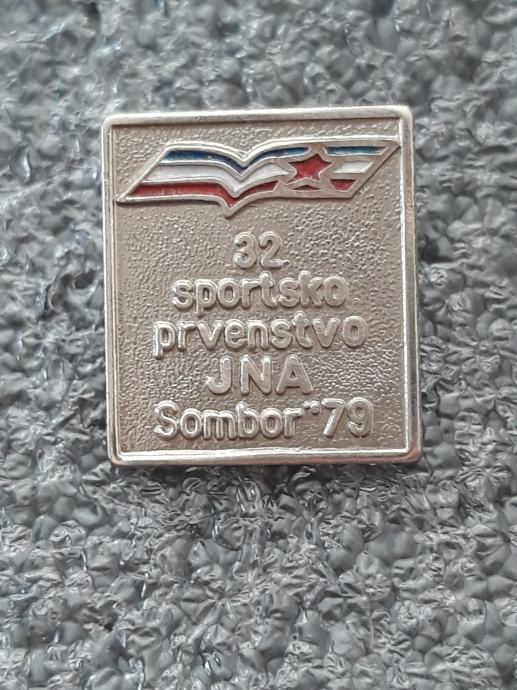 32.
sportsko
prvenstvo
JNA
Sombor "79